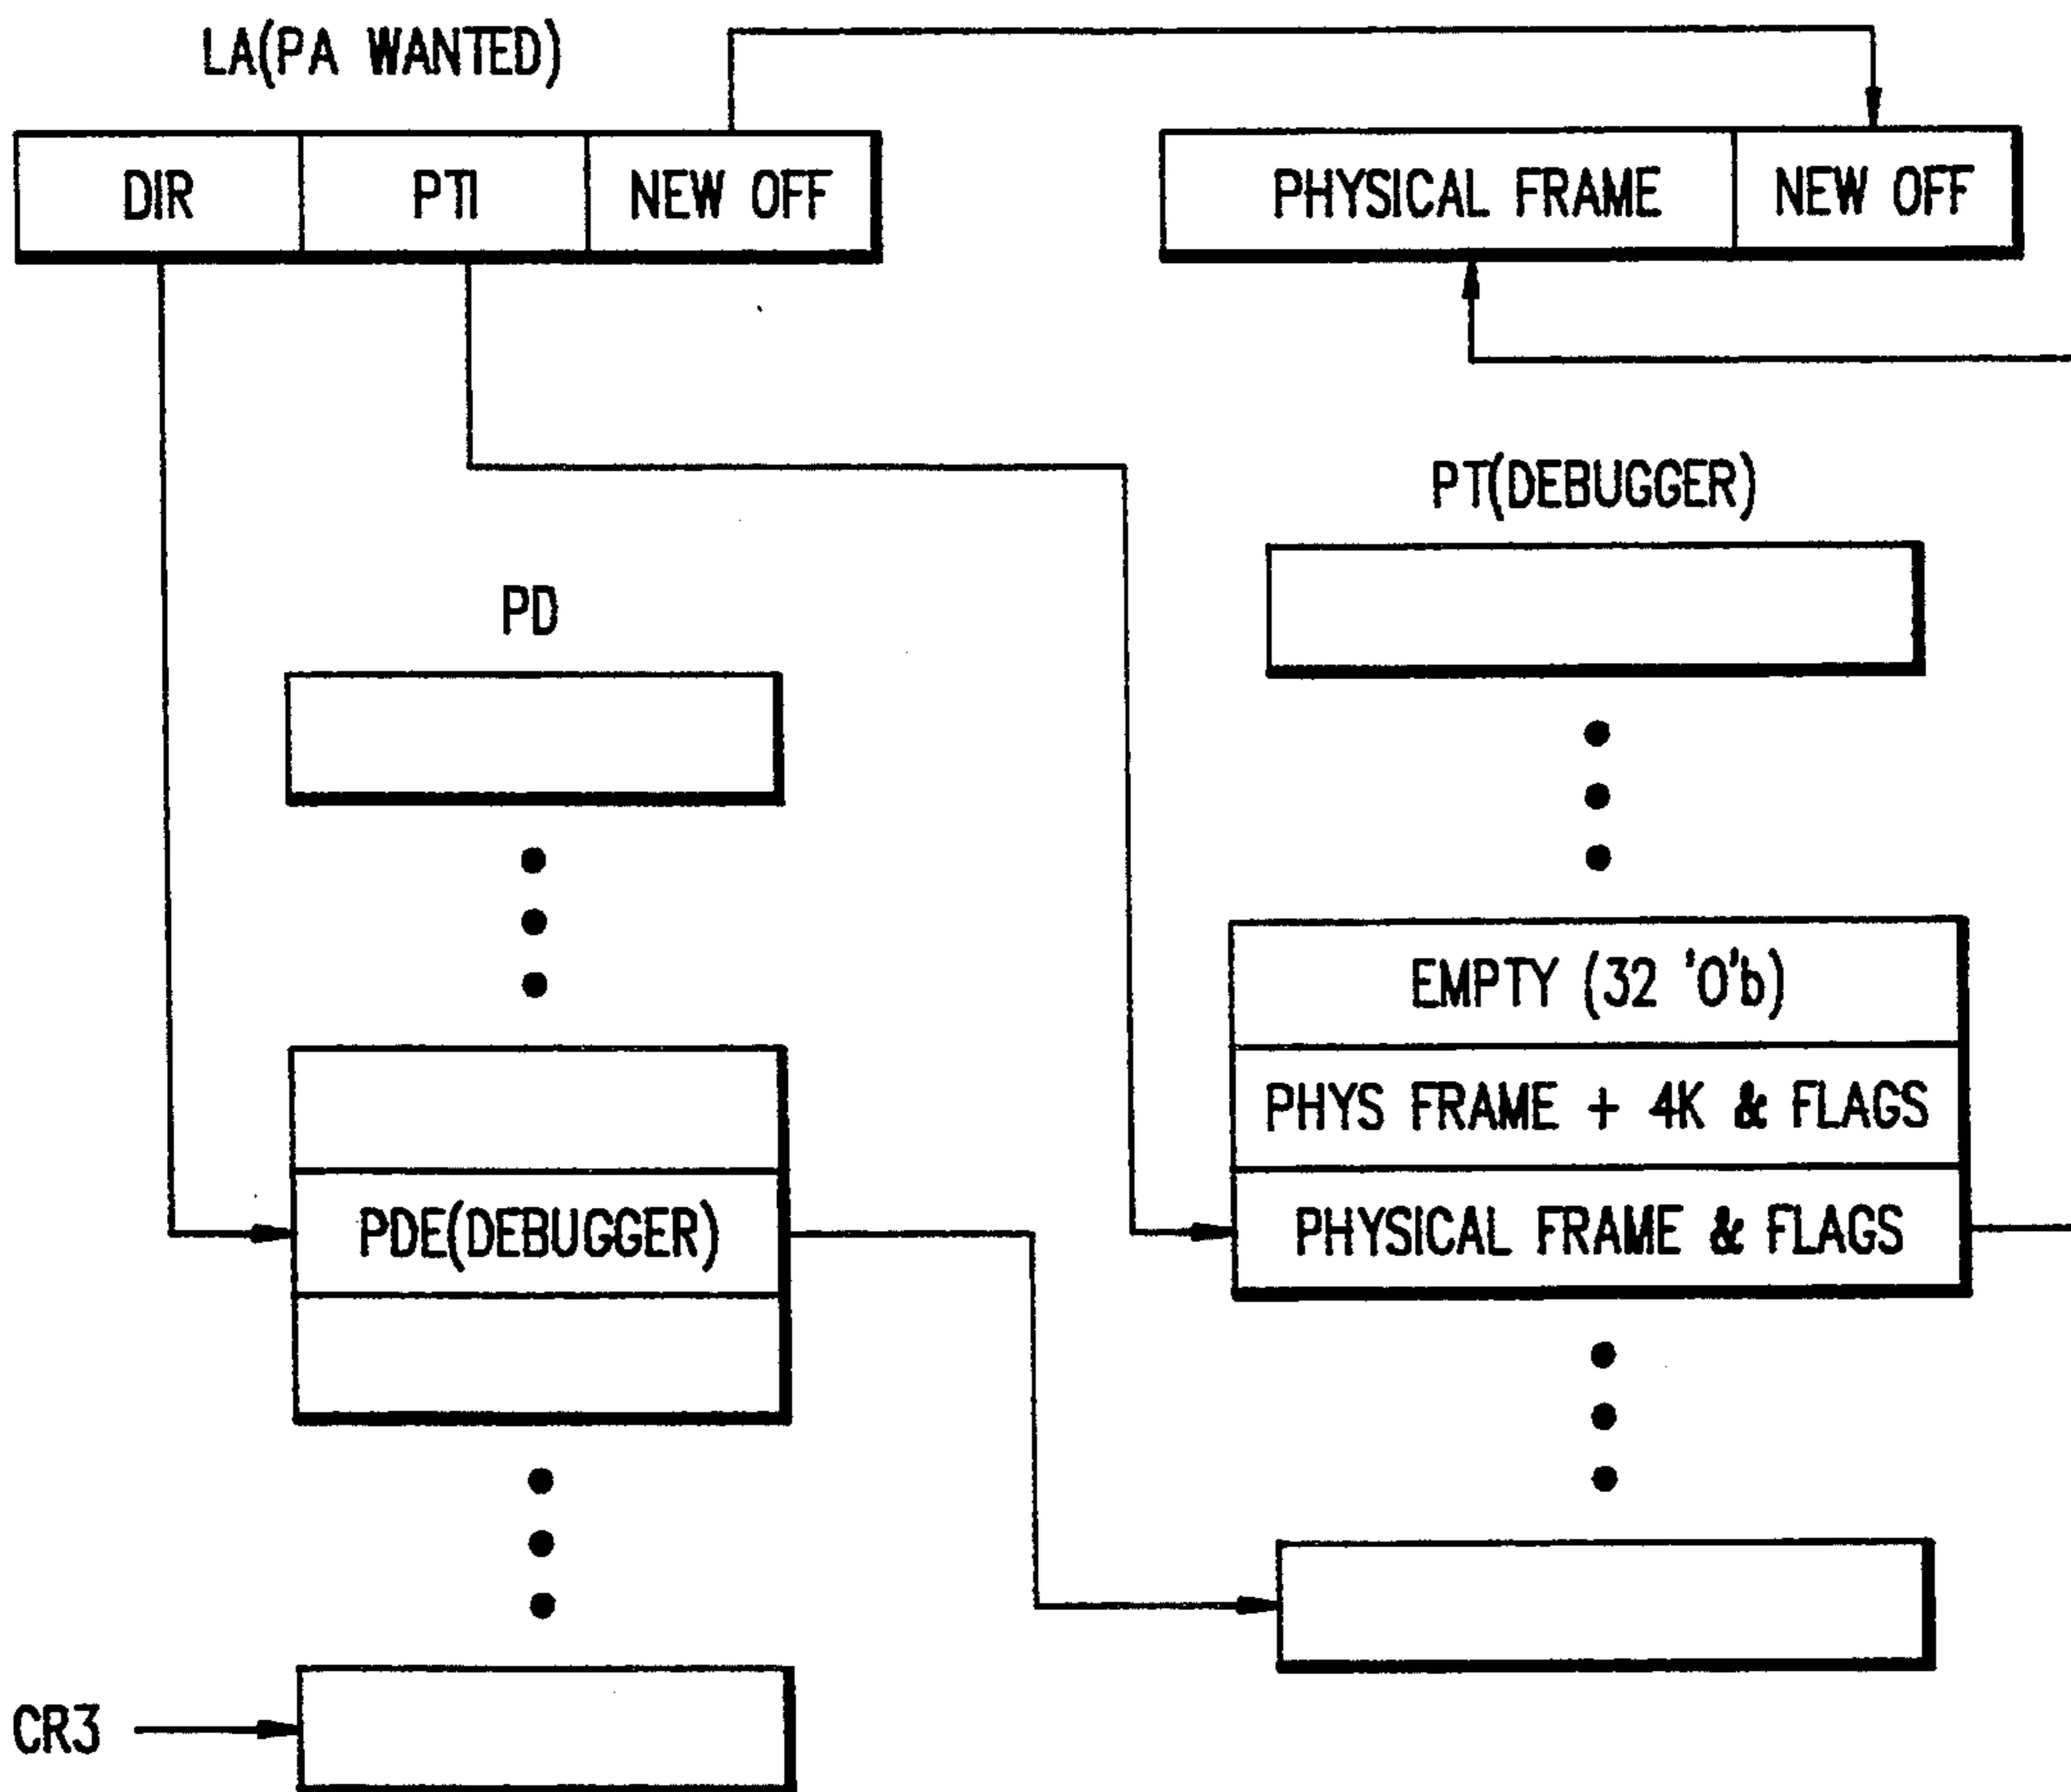 LA(PA WANTED)
DIR PTI NEW OFF
PHYSICAL FRAME NEW OFF
PT(DEBUGGER)
PD
EMPTY (32 '0'b)
PHYS FRAME + 4K & FLAGS
PDE(DEBUGGER)
PHYSICAL FRAME & FLAGS
CR3